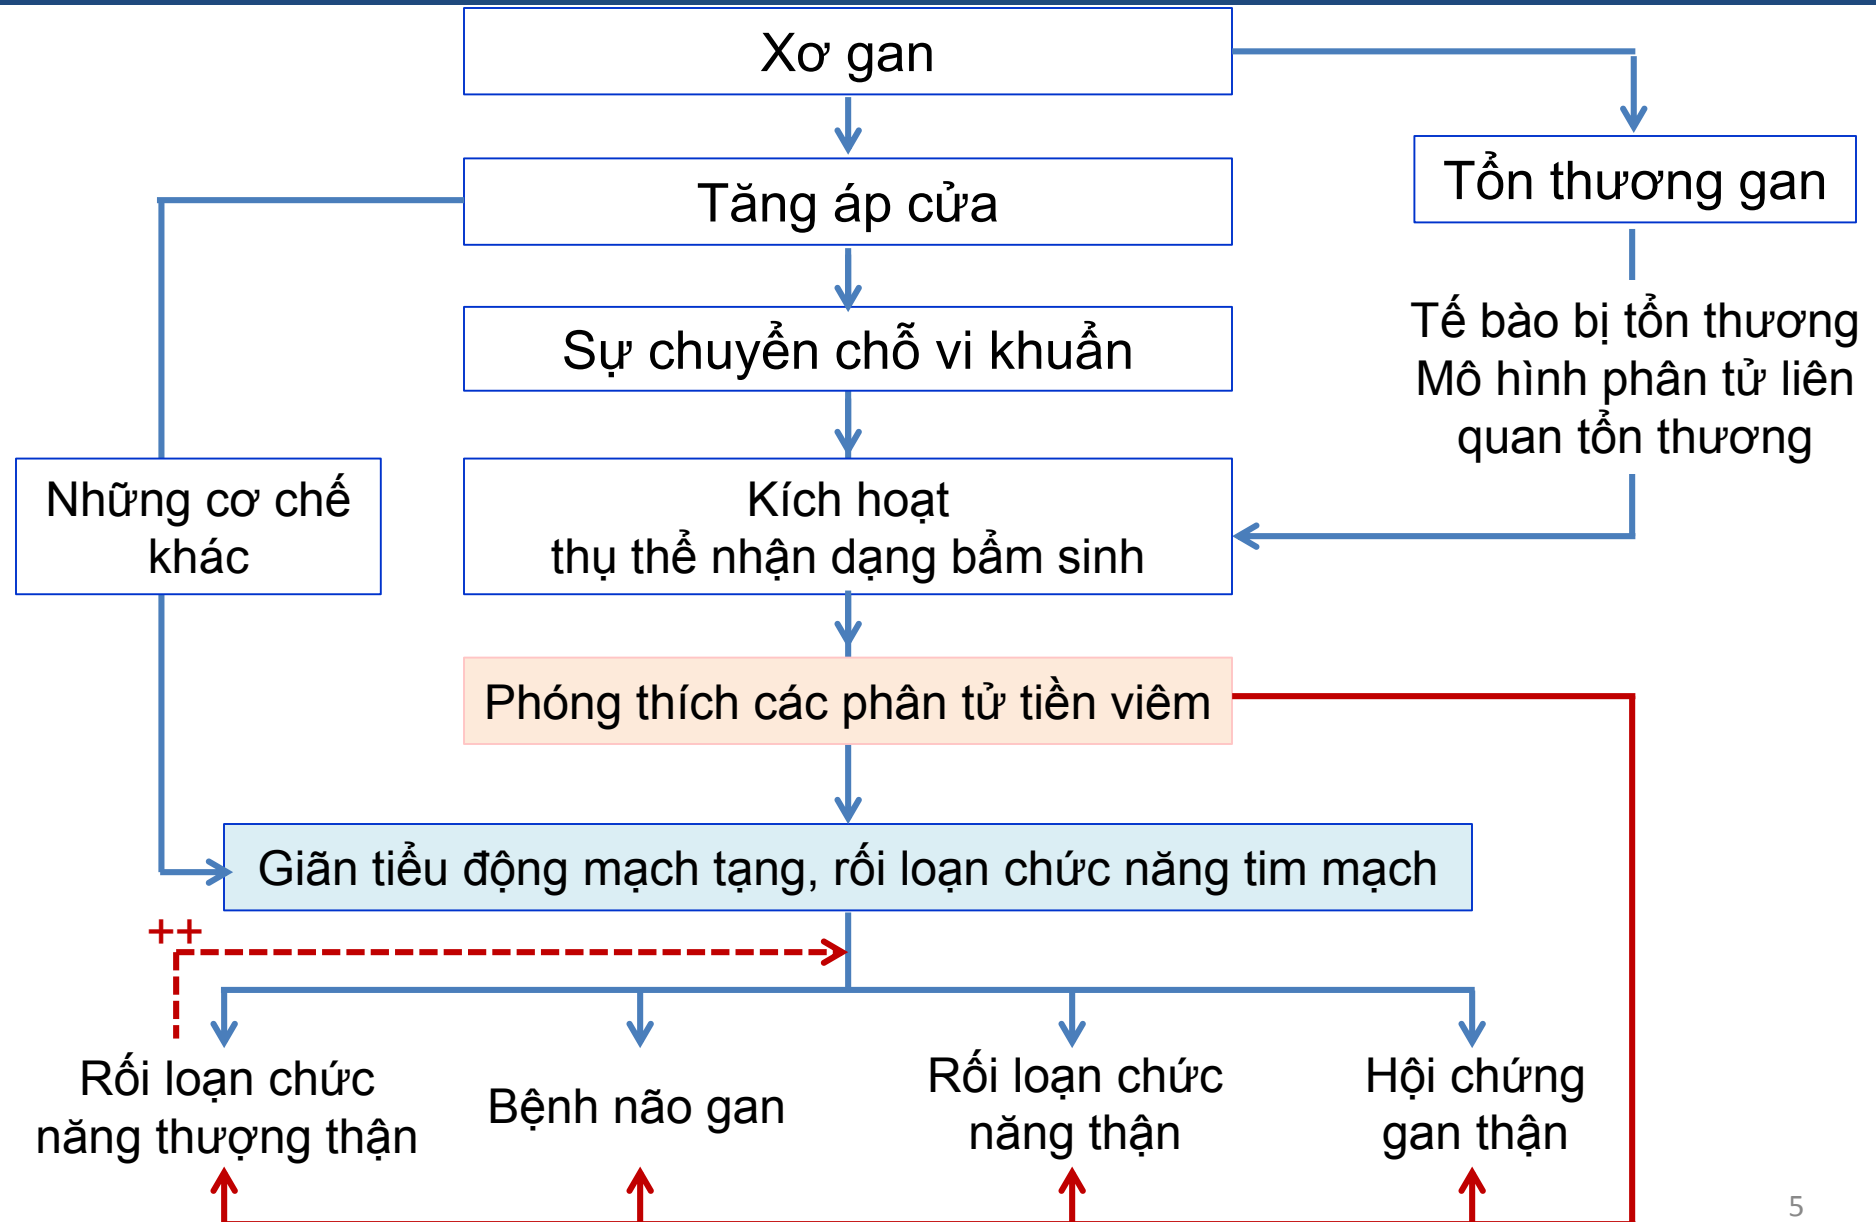 Xơ gan
Tổn thương gan
Tăng áp cửa
Sự chuyển chỗ vi khuẩn
Tế bào bị tổn thương
Mô hình phân tử liên
quan tổn thương
Những cơ chế
khác
Kích hoạt
thụ thể nhận dạng bẩm sinh
Phóng thích các phân tử tiền viêm
Giãn tiểu động mạch tạng, rối loạn chức năng tim mạch
++
Rối loạn chức
năng thượng thận
Bệnh não gan
Rối loạn chức
năng thận
Hội chứng
gan thận
5